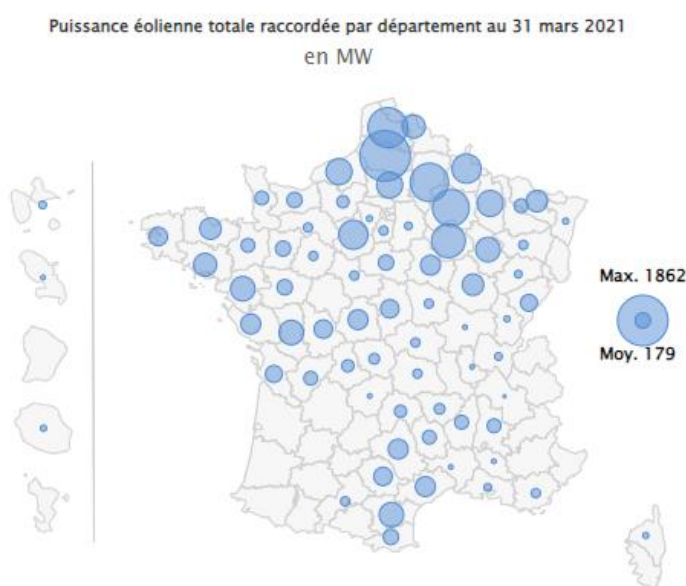 Puissance éolienne totale raccordée par département au 31 mars 2021
en MW
Max. 1862
Moy. 179